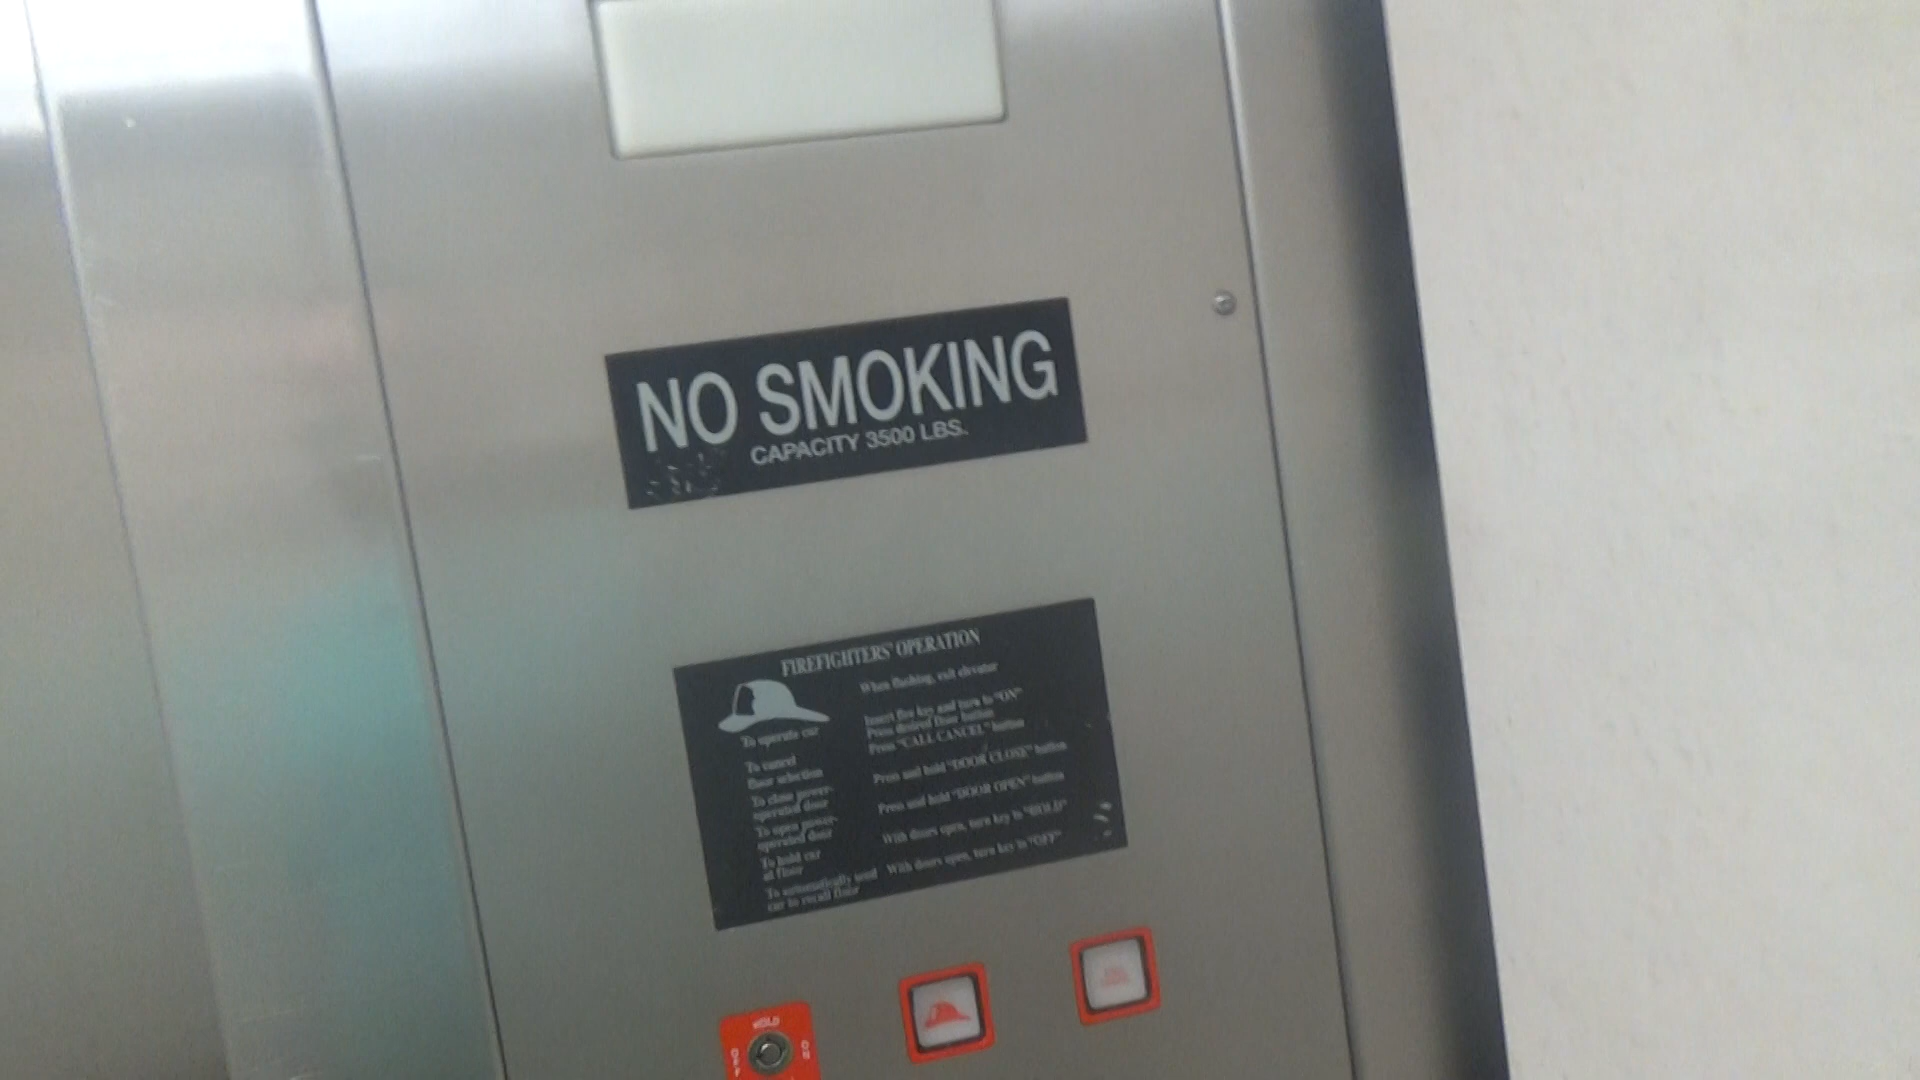 NO SMOKING
CAPACITY 3500 LBS.
FIREFIGHTERS' OPERATION
When flashing, exit elevator
To operate car
Insert fire key and turn to "ON"
Press desired floor button
To cancel
floor selection
Press "CALL CANCEL" button
To close power-
operated door
Press and hold "DOOR CLOSE" button
To open power-
operated door
Press and hold "DOOR OPEN" button
To hold car
at floor
With doors open, turn key to "HOLD"
To automatically send
car to recall floor
With doors open, turn key to "OFF"
HOLD
OFF
ON